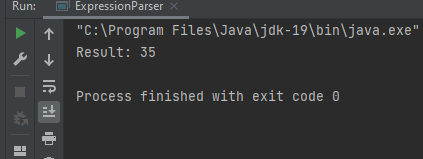 Run: ExpressionParser
"C:\Program Files\Java\jdk-19\bin\java.exe"
Result: 35
Process finished with exit code 0